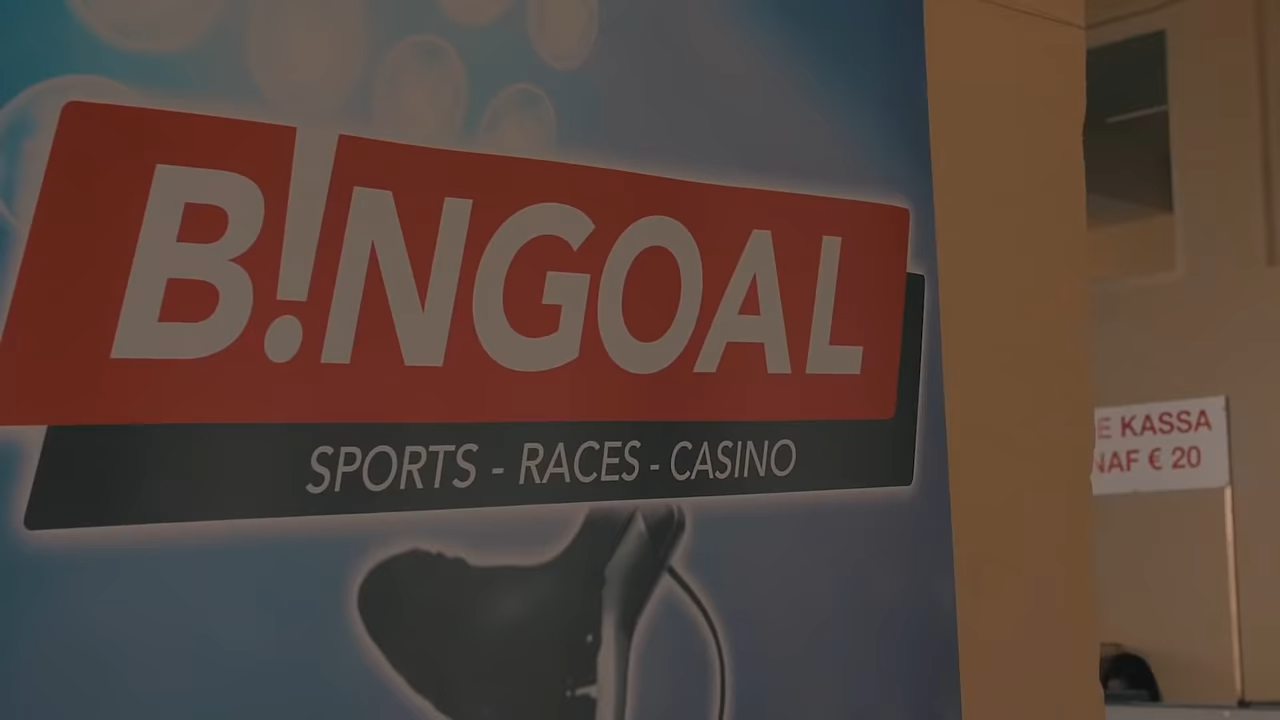 B!NGOAL
SPORTS - RACES - CASINO
E KASSA
NAF € 20